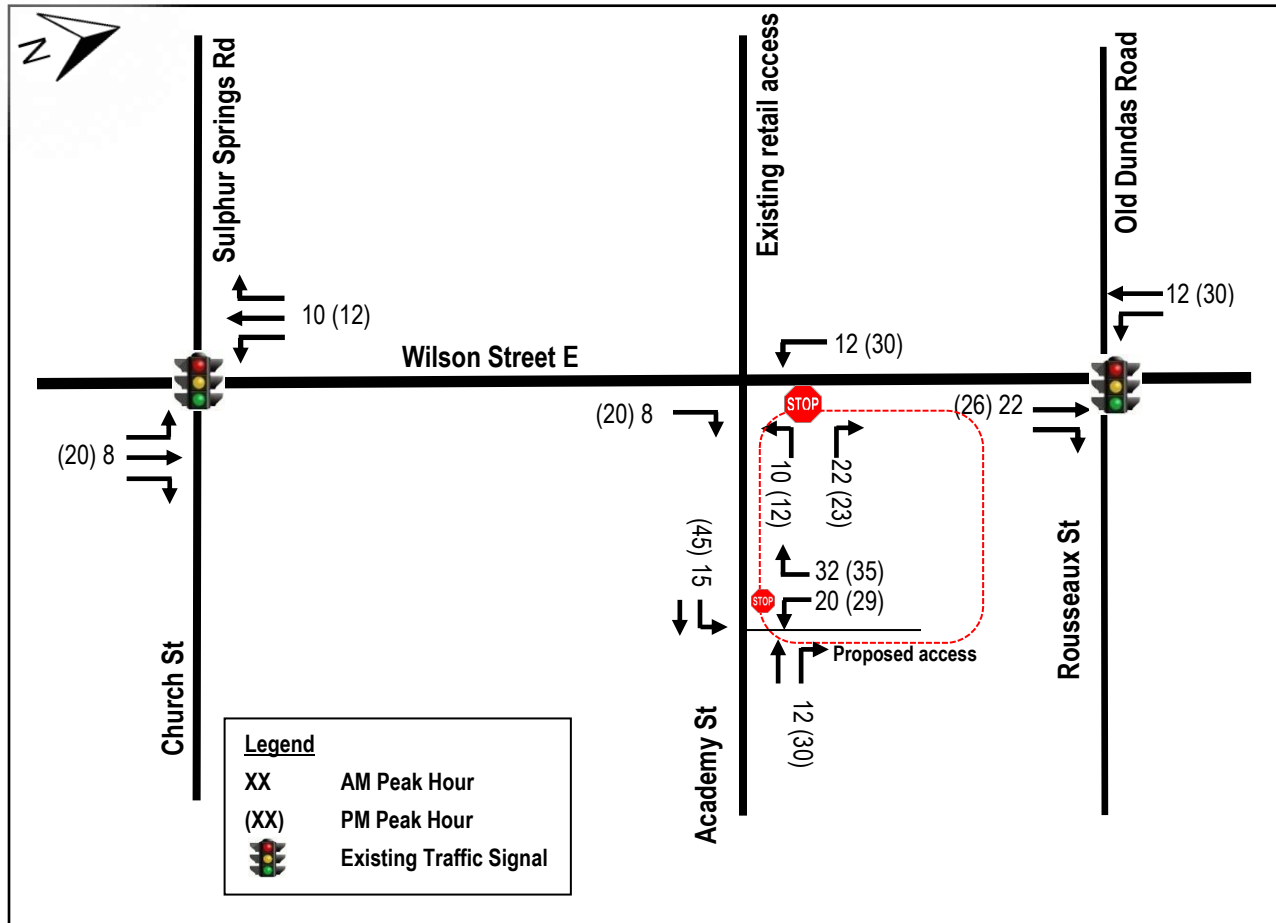 N
Sulphur Springs Rd
Existing retail access
Old Dundas Road
10 (12)
12 (30)
12 (30)
Wilson Street E
(20) 8
STOP
(26) 22
(20) 8
10 (12)
22 (23)
(45) 15
32 (35)
STOP
20 (29)
Proposed access
12 (30)
Church St
Academy St
Rousseaux St
Legend
XX AM Peak Hour
(XX) PM Peak Hour
Existing Traffic Signal